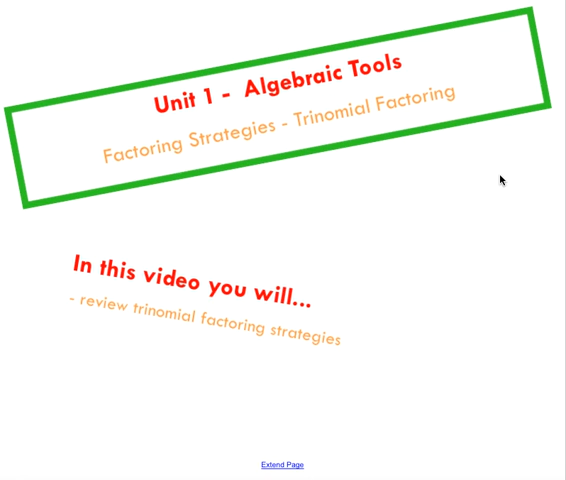 Unit 1 - Algebraic Tools
Factoring Strategies - Trinomial Factoring
In this video you will...
- review trinomial factoring strategies
Extend Page